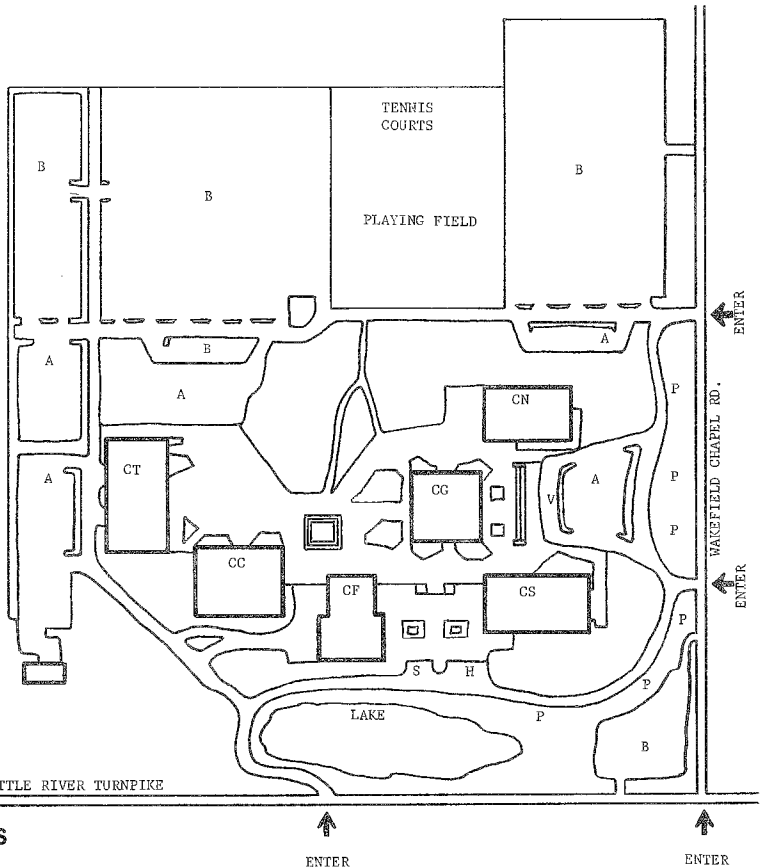 TENNIS
COURTS
B
B
B
PLAYING FIELD
ENTER
A
B
A
P
A
CN
WAKEFIELD CHAPEL RD.
CT
A
CG
V
A
P
P
CC
CF
CS
ENTER
P
S
H
P
LAKE
P
B
TTLE RIVER TURNPIKE
S
ENTER
ENTER